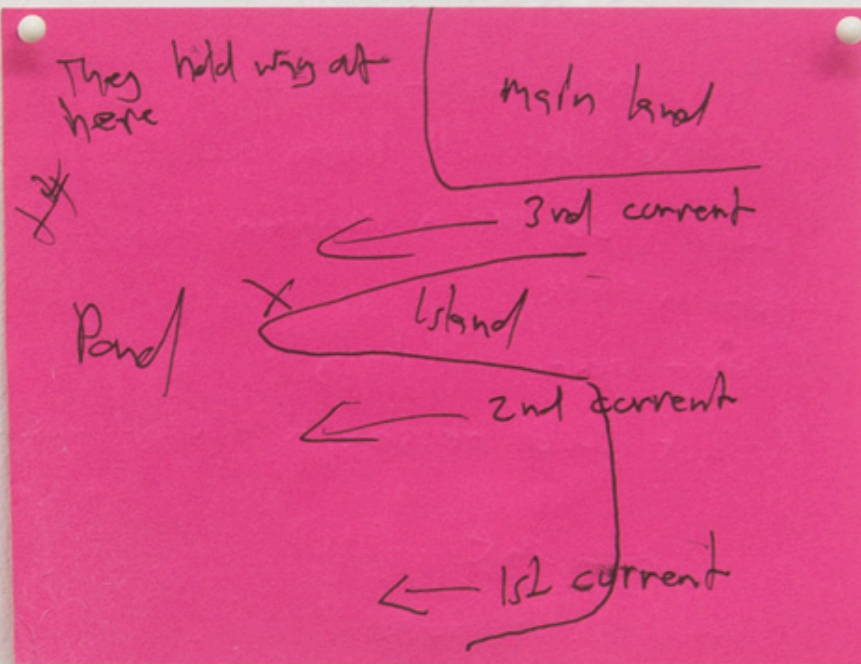 They hold way at
here
main land
3rd current
X
Island
Pond
2nd current
1st current